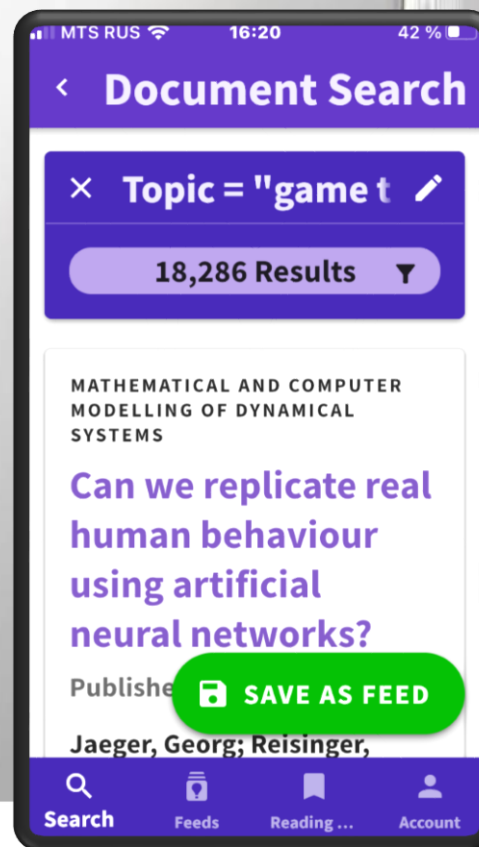 MTS RUS 16:20 42 %
Document Search
Topic = "game t
18,286 Results
MATHEMATICAL AND COMPUTER
MODELLING OF DYNAMICAL
SYSTEMS
Can we replicate real
human behaviour
using artificial
neural networks?
Publishe
SAVE AS FEED
Jaeger, Georg; Reisinger,
Search Feeds Reading ... Account